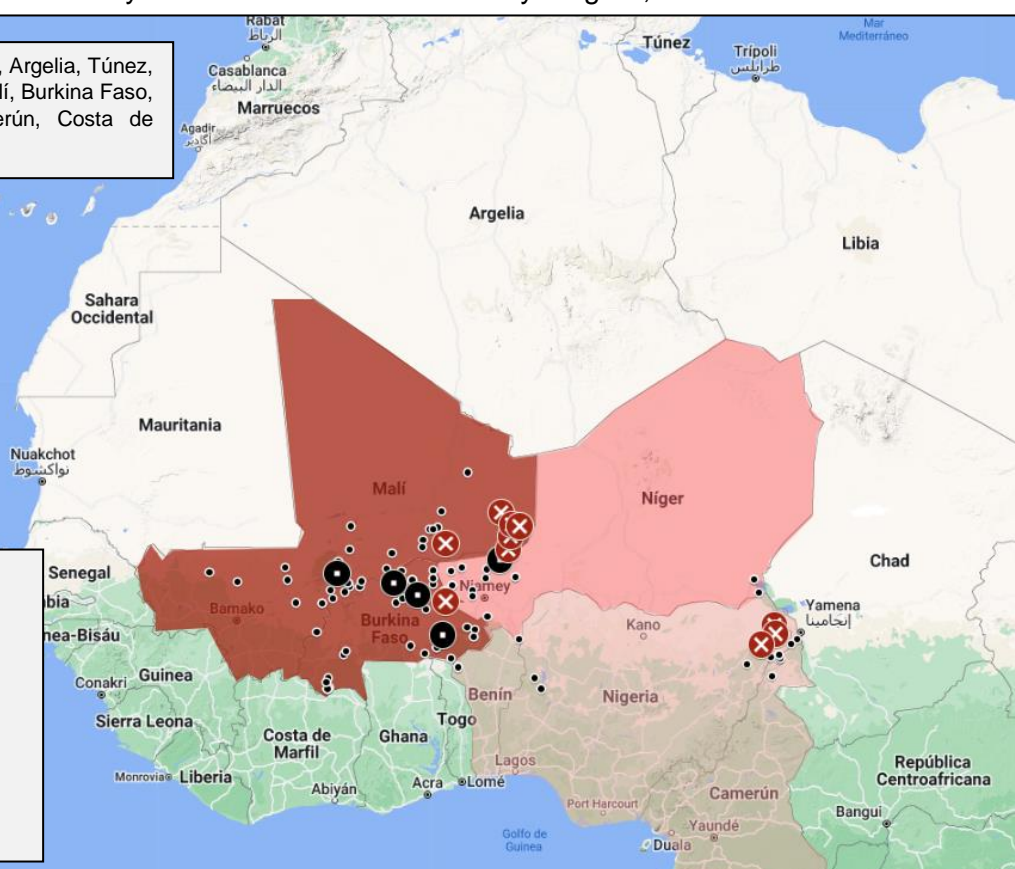 Rabat
الرباط
Mar
Mediterráneo
Túnez
Trípoli
طرابلس
, Argelia, Túnez,
lí, Burkina Faso,
erún, Costa de
Casablanca
الدار البيضاء
Marruecos
Agadir
أكادير
Argelia
Libia
Sahara
Occidental
Mauritania
Nuakchot
نواكشوط
Malí
Níger
Chad
Senegal
bia
Bamako
Niamey
Yamena
إنجامينا
Burkina
Faso
Kano
nea-Bisáu
Guinea
Conakri
Benín
Nigeria
Sierra Leona
Togo
Costa de
Marfil
Ghana
Lagos
República
Centroafricana
Monrovia
Liberia
Abiyán
Acra
Lomé
Port Harcourt
Camerún
Bangui
Yaundé
Golfo de
Guinea
Duala